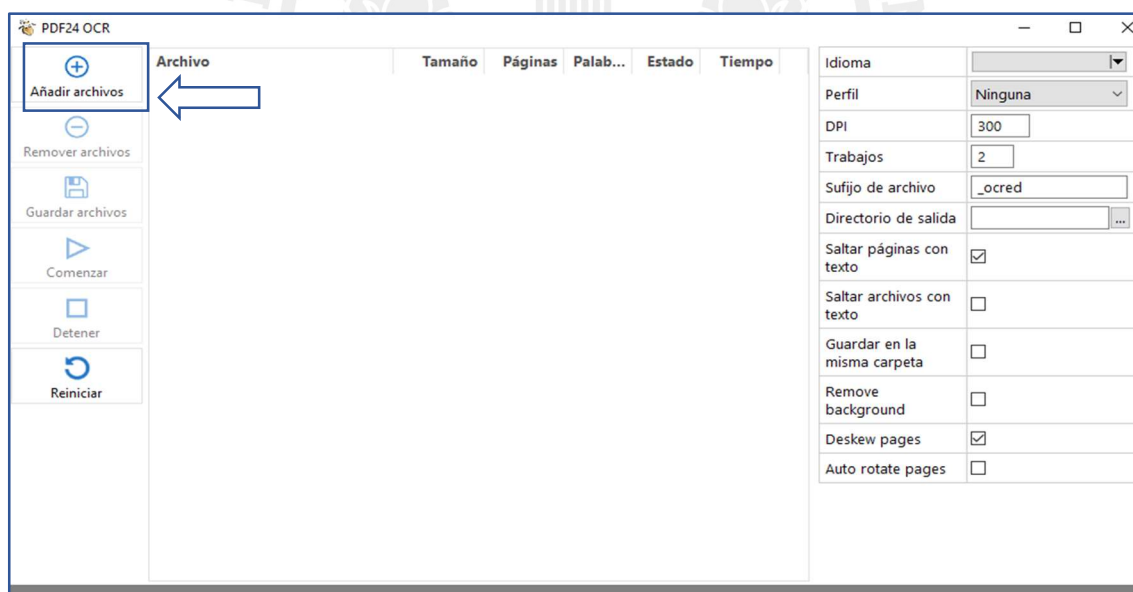 PDF24 OCR
Añadir archivos
Remover archivos
Guardar archivos
Comenzar
Detener
Reiniciar
Archivo Tamaño Páginas Palab... Estado Tiempo
Idioma
Perfil Ninguna
DPI 300
Trabajos 2
Sufijo de archivo _ocred
Directorio de salida ...
Saltar páginas con
texto
Saltar archivos con
texto
Guardar en la
misma carpeta
Remove
background
Deskew pages
Auto rotate pages